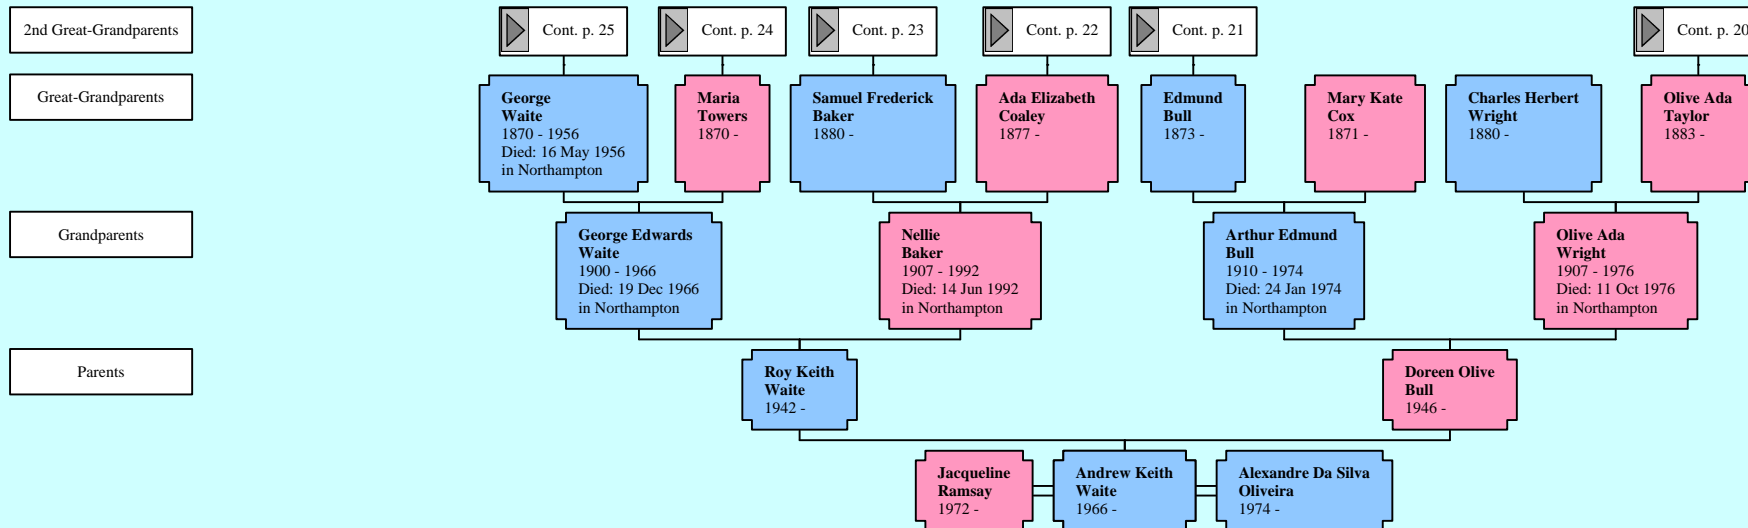 2nd Great-Grandparents
Cont. p. 25
Cont. p. 24
Cont. p. 23
Cont. p. 22
Cont. p. 21
Cont. p. 20
Great-Grandparents
George
Waite
1870 - 1956
Died: 16 May 1956
in Northampton
Maria
Towers
1870 -
Samuel Frederick
Baker
1880 -
Ada Elizabeth
Coaley
1877 -
Edmund
Bull
1873 -
Mary Kate
Cox
1871 -
Charles Herbert
Wright
1880 -
Olive Ada
Taylor
1883 -
Grandparents
George Edwards
Waite
1900 - 1966
Died: 19 Dec 1966
in Northampton
Nellie
Baker
1907 - 1992
Died: 14 Jun 1992
in Northampton
Arthur Edmund
Bull
1910 - 1974
Died: 24 Jan 1974
in Northampton
Olive Ada
Wright
1907 - 1976
Died: 11 Oct 1976
in Northampton
Parents
Roy Keith
Waite
1942 -
Doreen Olive
Bull
1946 -
Jacqueline
Ramsay
1972 -
Andrew Keith
Waite
1966 -
Alexandre Da Silva
Oliveira
1974 -